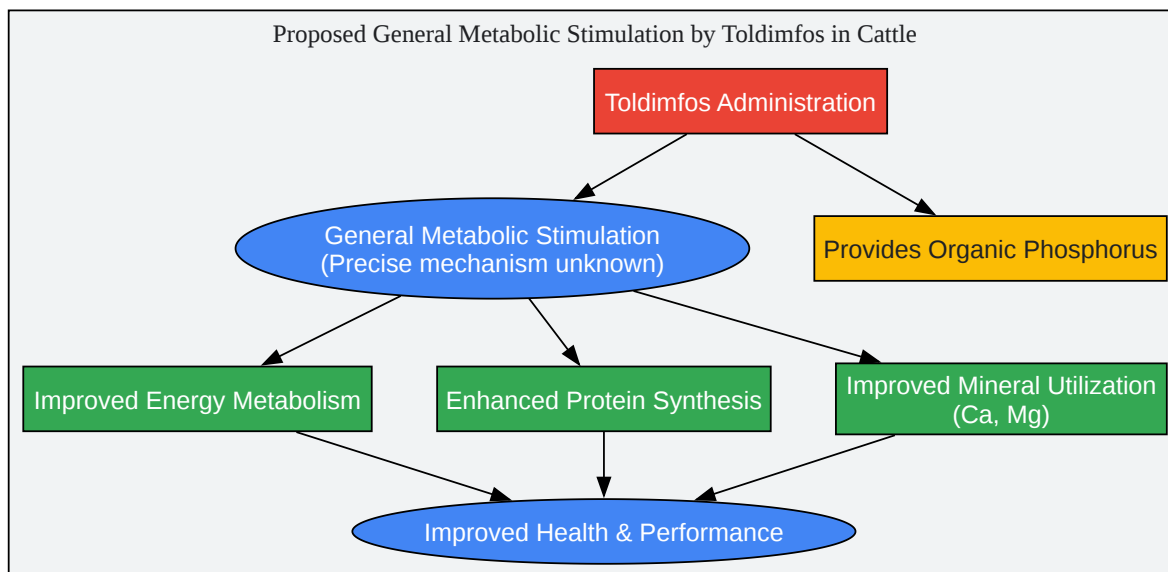 Proposed General Metabolic Stimulation by Toldimfos in Cattle
Toldimfos Administration
General Metabolic Stimulation
(Precise mechanism unknown)
Provides Organic Phosphorus
Improved Energy Metabolism
Enhanced Protein Synthesis
Improved Mineral Utilization
(Ca, Mg)
Improved Health & Performance